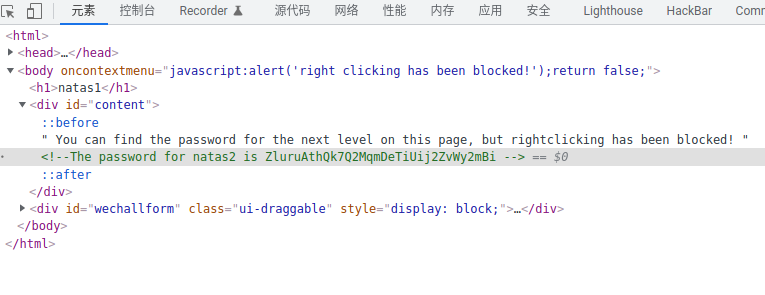 元素 控制台 Recorder 源代码 网络 性能 内存 应用 安全 Lighthouse HackBar Comm
<html>
<head>…</head>
<body oncontextmenu="javascript:alert('right clicking has been blocked!');return false;">
<h1>natas1</h1>
<div id="content">
::before
" You can find the password for the next level on this page, but rightclicking has been blocked! "
<!--The password for natas2 is ZluruAthQk7Q2MqmDeTiUij2ZvWy2mBi --> == $0
::after
</div>
<div id="wechallform" class="ui-draggable" style="display: block;">…</div>
</body>
</html>